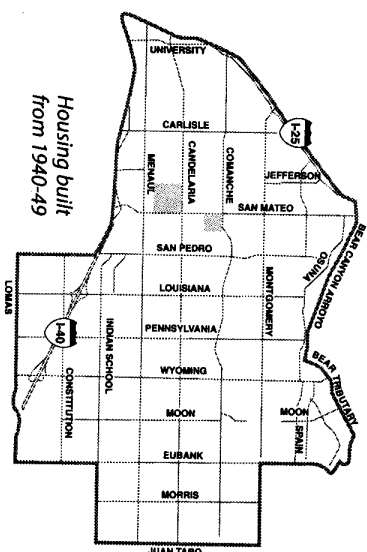 UNIVERSITY
I-25
CARLISLE
JEFFERSON
MENAUL
CANDELARIA
COMANCHE
SAN MATEO
Housing built
from 1940-49
BEAR CANYON ARROYO
OSUNA
SAN PEDRO
LOUISIANA
MONTGOMERY
LOMAS
I-40
INDIAN SCHOOL
PENNSYLVANIA
BEAR TRIBUTARY
WYOMING
CONSTITUTION
MOON
MOON
SPAIN
EUBANK
MORRIS
JUAN TABO